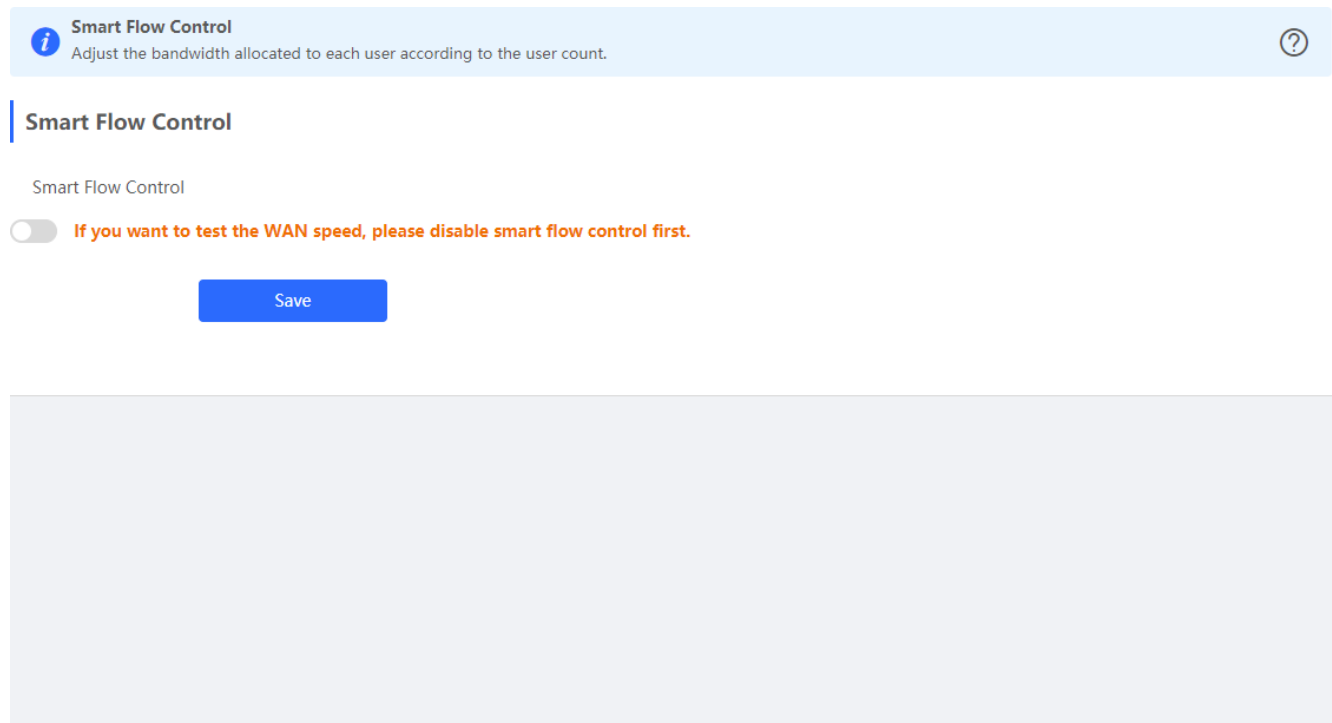 Smart Flow Control
Adjust the bandwidth allocated to each user according to the user count.
Smart Flow Control
Smart Flow Control
If you want to test the WAN speed, please disable smart flow control first.
Save